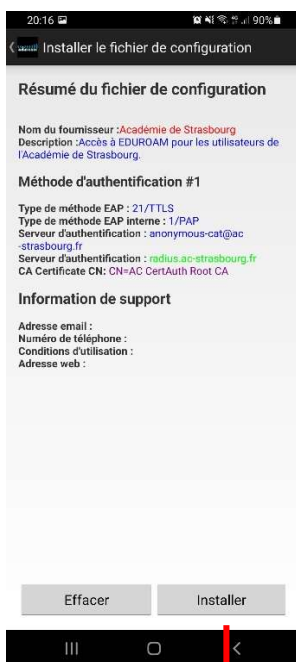 20:16 90%
Installer le fichier de configuration
Résumé du fichier de configuration
Nom du fournisseur :Académie de Strasbourg
Description :Accès à EDUROAM pour les utilisateurs de
l'Académie de Strasbourg.
Méthode d'authentification #1
Type de méthode EAP : 21/TTLS
Type de méthode EAP interne : 1/PAP
Serveur d'authentification : anonymous-cat@ac
-strasbourg.fr
Serveur d'authentification : radius.ac-strasbourg.fr
CA Certificate CN: CN=AC CertAuth Root CA
Information de support
Adresse email :
Numéro de téléphone :
Conditions d'utilisation :
Adresse web :
Effacer Installer